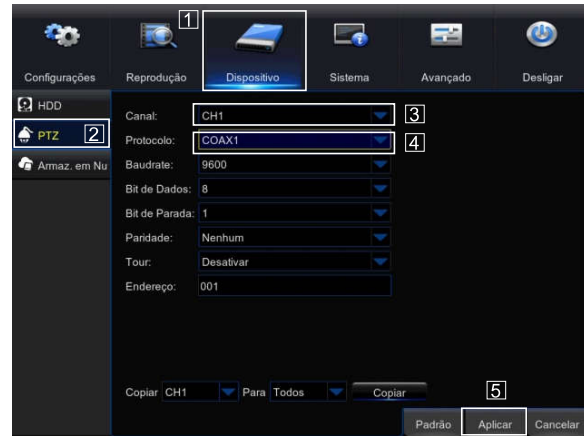 1
Configurações Reprodução Dispositivo Sistema Avançado Desligar
HDD
PTZ 2
Armaz. em Nu
Canal: CH1 3
Protocolo: COAX1 4
Baudrate: 9600
Bit de Dados: 8
Bit de Parada: 1
Paridade: Nenhum
Tour: Desativar
Endereço: 001
Copiar CH1 Para Todos Copiar
5
Padrão Aplicar Cancelar